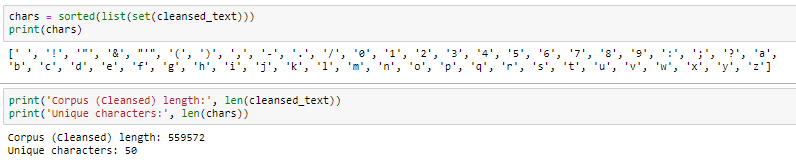 chars = sorted(list(set(cleansed_text)))
print(chars)
[' ', '!', '"', '&', "'", '(', ')', ',', '-', '.', '/', '0', '1', '2', '3', '4', '5', '6', '7', '8', '9', ':', ';', '?', 'a',
'b', 'c', 'd', 'e', 'f', 'g', 'h', 'i', 'j', 'k', 'l', 'm', 'n', 'o', 'p', 'q', 'r', 's', 't', 'u', 'v', 'w', 'x', 'y', 'z']
print('Corpus (Cleansed) length:', len(cleansed_text))
print('Unique characters:', len(chars))
Corpus (Cleansed) length: 559572
Unique characters: 50